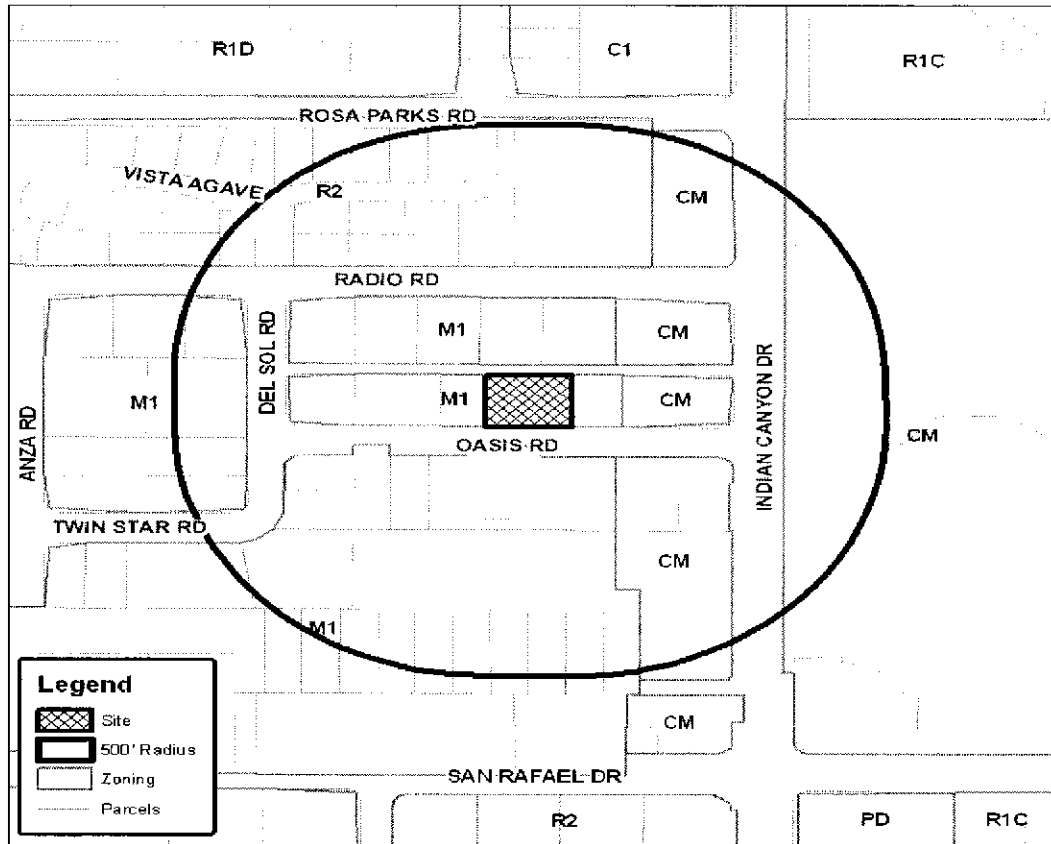 R1D
C1
R1C
ROSA PARKS RD
VISTA AGAVE
R2
CM
RADIO RD
M1
CM
DEL SOL RD
INDIAN CANYON DR
M1
M1
CM
ANZA RD
OASIS RD
CM
TWIN STAR RD
CM
M1
Legend
Site
500' Radius
Zoning
Parcels
CM
SAN RAFAEL DR
R2
PD
R1C